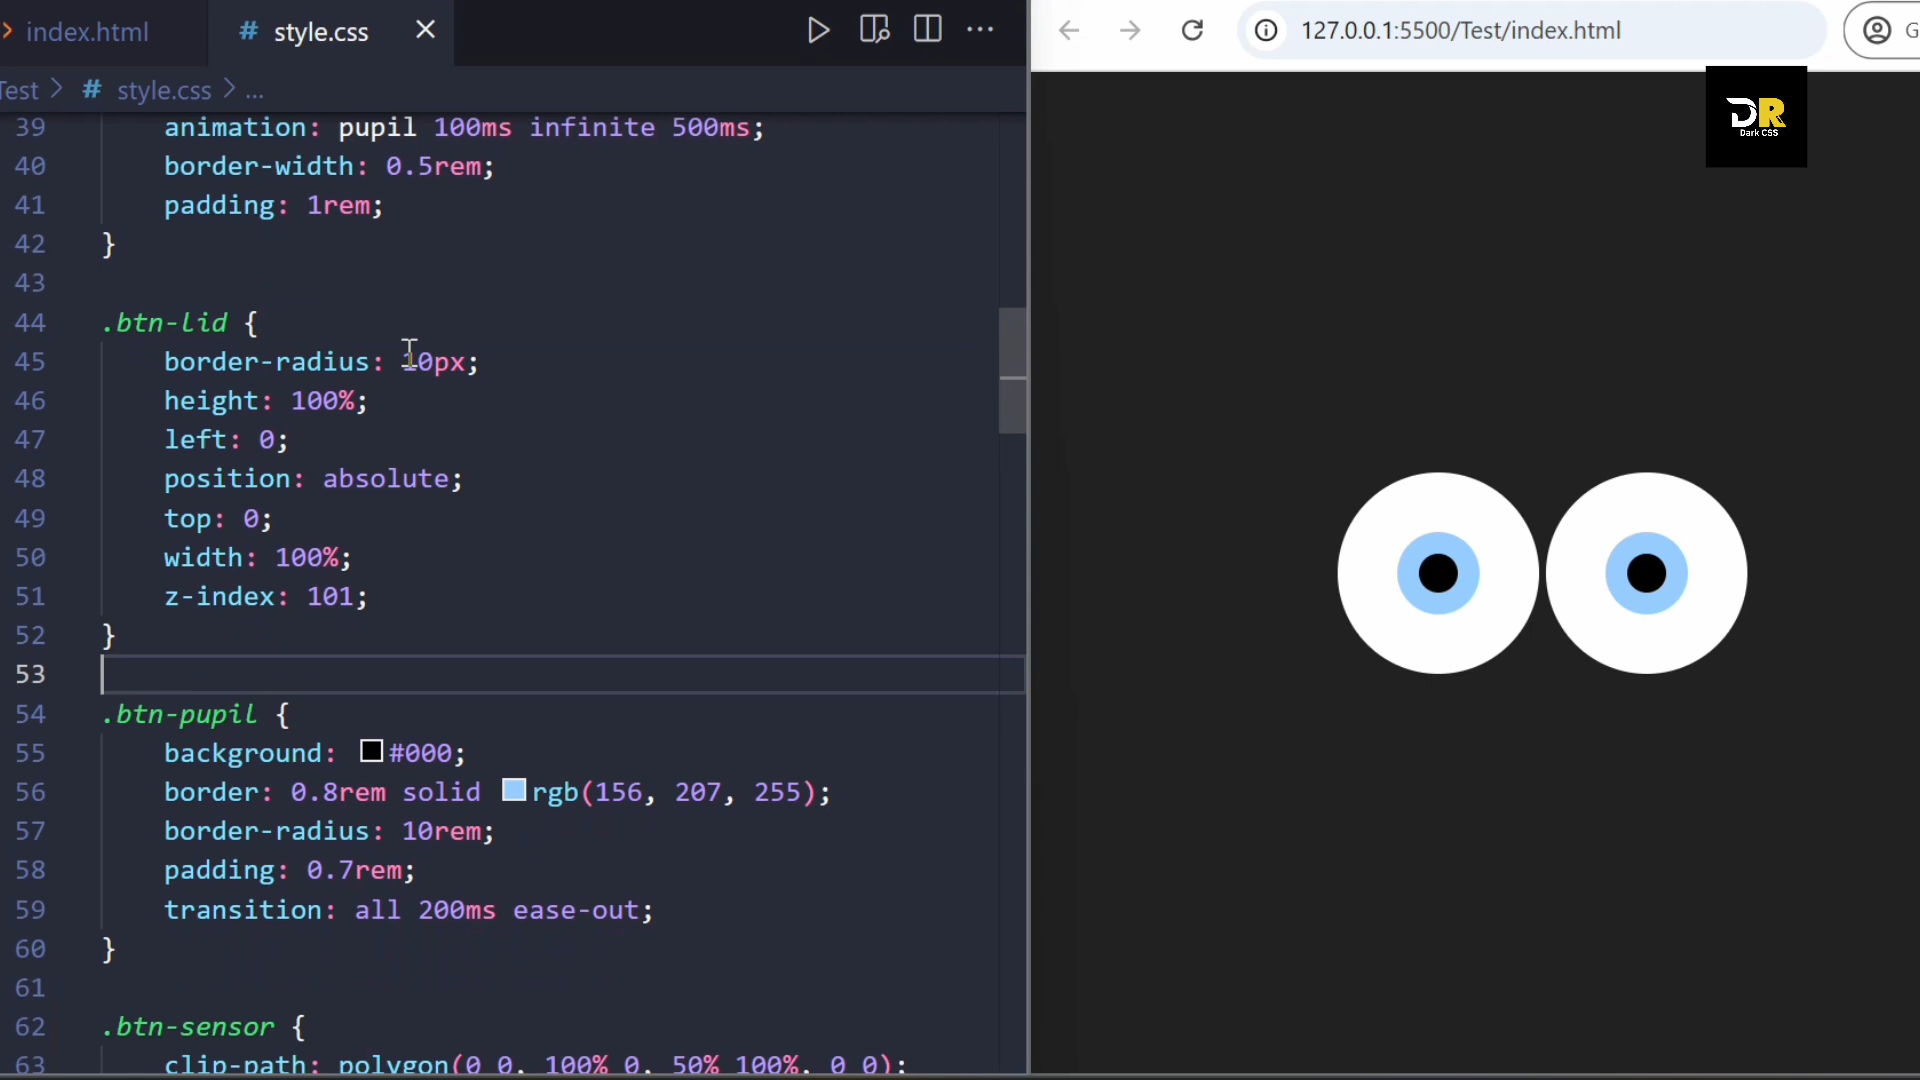 index.html
# style.css
Test > # style.css > ...
39 animation: pupil 100ms infinite 500ms;
40 border-width: 0.5rem;
41 padding: 1rem;
42 }
43
44 .btn-lid {
45 border-radius: 10px;
46 height: 100%;
47 left: 0;
48 position: absolute;
49 top: 0;
50 width: 100%;
51 z-index: 101;
52 }
53
54 .btn-pupil {
55 background: #000;
56 border: 0.8rem solid rgb(156, 207, 255);
57 border-radius: 10rem;
58 padding: 0.7rem;
59 transition: all 200ms ease-out;
60 }
61
62 .btn-sensor {
63 clip-path: polygon(0 0, 100% 0, 50% 100%, 0 0);
127.0.0.1:5500/Test/index.html
G
DR
Dark CSS